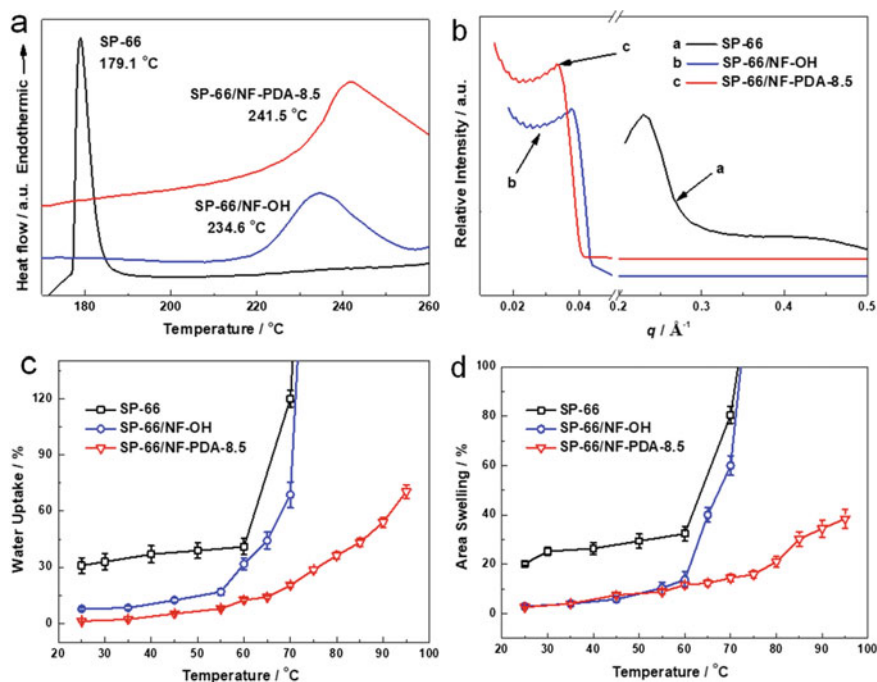 a
SP-66
179.1 °C
SP-66/NF-PDA-8.5
241.5 °C
SP-66/NF-OH
234.6 °C
Heat flow / a.u. Endothermic
180 200 220 240 260
Temperature / °C
b
a SP-66
b SP-66/NF-OH
c SP-66/NF-PDA-8.5
c
b
a
Relative Intensity / a.u.
0.02 0.04 0.2 0.3 0.4 0.5
q / Å-1
c
SP-66
SP-66/NF-OH
SP-66/NF-PDA-8.5
Water Uptake / %
120
90
60
30
0
20 30 40 50 60 70 80 90 100
Temperature / °C
d
SP-66
SP-66/NF-OH
SP-66/NF-PDA-8.5
Area Swelling / %
100
80
60
40
20
0
20 30 40 50 60 70 80 90 100
Temperature / °C